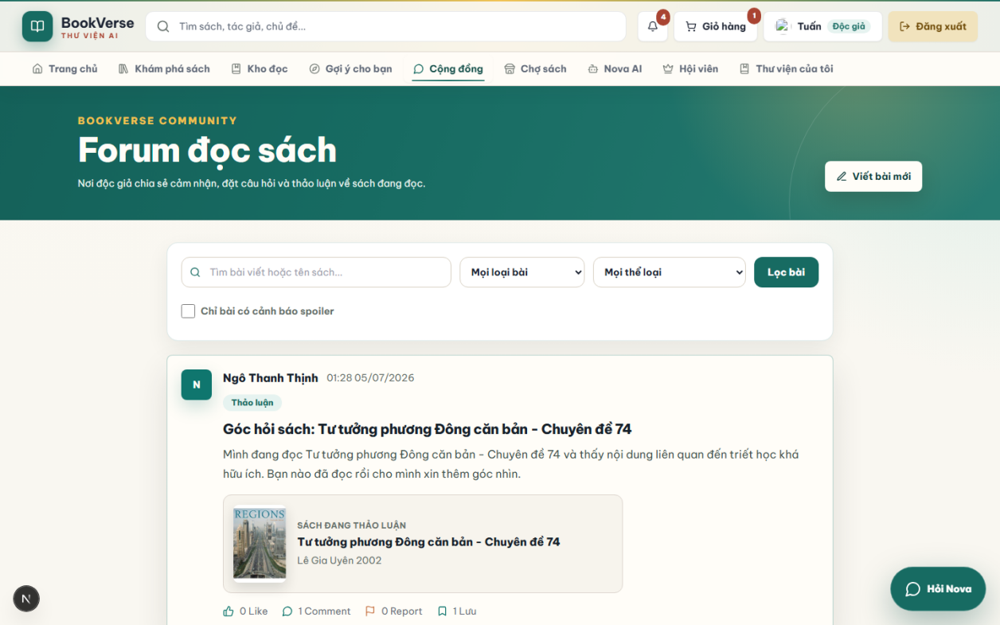 BookVerse
THƯ VIỆN AI
Tìm sách, tác giả, chủ đề...
4
Giỏ hàng
1
Tuấn
Độc giả
Đăng xuất
Trang chủ
Khám phá sách
Kho đọc
Gợi ý cho bạn
Cộng đồng
Chợ sách
Nova AI
Hội viên
Thư viện của tôi
BOOKVERSE COMMUNITY
Forum đọc sách
Nơi độc giả chia sẻ cảm nhận, đặt câu hỏi và thảo luận về sách đang đọc.
Viết bài mới
Tìm bài viết hoặc tên sách...
Mọi loại bài
Mọi thể loại
Lọc bài
Chỉ bài có cảnh báo spoiler
N
Ngô Thanh Thịnh 01:28 05/07/2026
Thảo luận
Góc hỏi sách: Tư tưởng phương Đông căn bản - Chuyên đề 74
Mình đang đọc Tư tưởng phương Đông căn bản - Chuyên đề 74 và thấy nội dung liên quan đến triết học khá
hữu ích. Bạn nào đã đọc rồi cho mình xin thêm góc nhìn.
REGIONS
SÁCH ĐANG THẢO LUẬN
Tư tưởng phương Đông căn bản - Chuyên đề 74
Lê Gia Uyên 2002
0 Like
1 Comment
0 Report
1 Lưu
N
Hỏi Nova